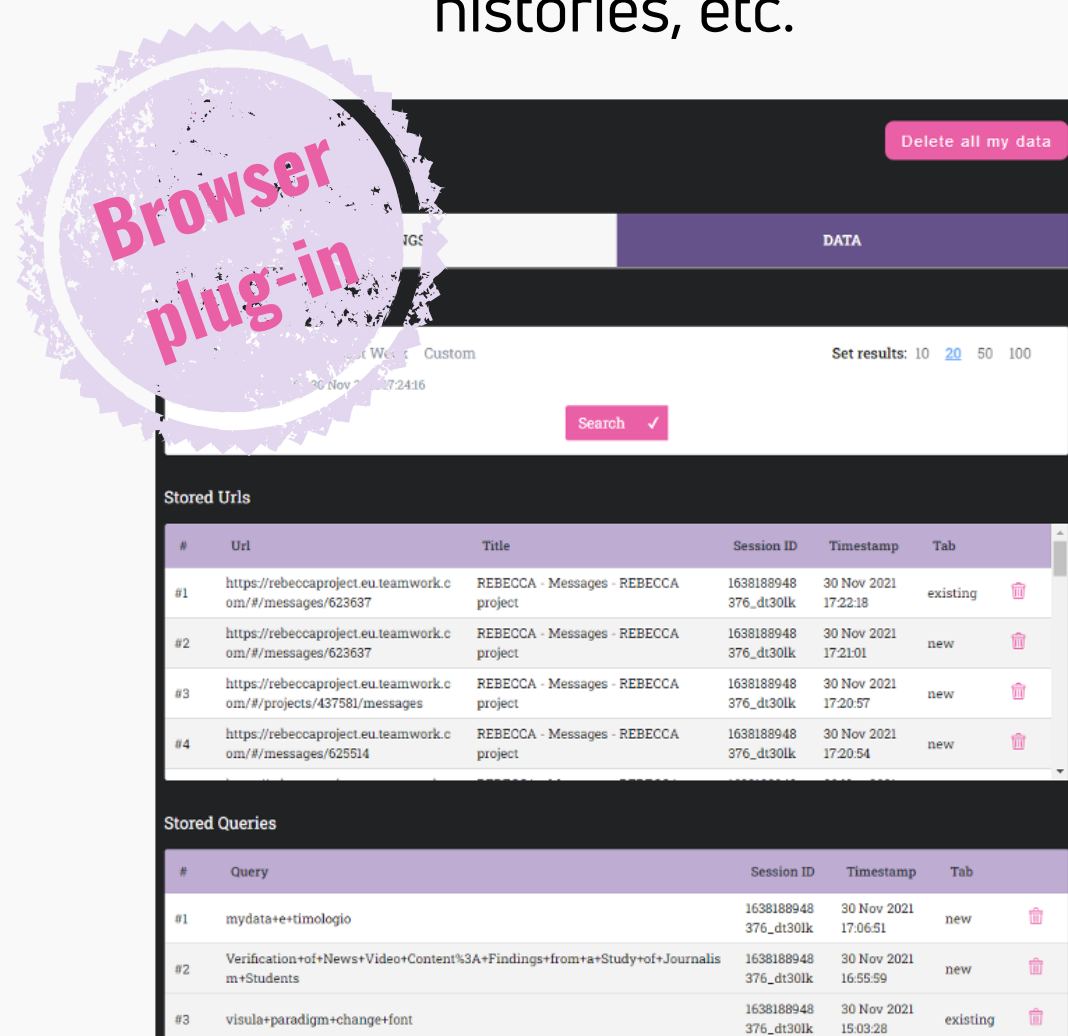 histories, etc.
Browser
plug-in
Delete all my data
DATA
Custom
Set results: 10 20 50 100
30 Nov
17:24:16
Search ✓
Stored Urls
# Url Title Session ID Timestamp Tab
#1 https://rebeccaproject.eu.teamwork.c REBECCA - Messages - REBECCA 1638188948 30 Nov 2021 existing
om/#/messages/623637 project 376_dt30lk 17:22:18
#2 https://rebeccaproject.eu.teamwork.c REBECCA - Messages - REBECCA 1638188948 30 Nov 2021 new
om/#/messages/623637 project 376_dt30lk 17:21:01
#3 https://rebeccaproject.eu.teamwork.c REBECCA - Messages - REBECCA 1638188948 30 Nov 2021 new
om/#/projects/437581/messages project 376_dt30lk 17:20:57
#4 https://rebeccaproject.eu.teamwork.c REBECCA - Messages - REBECCA 1638188948 30 Nov 2021 new
om/#/messages/625514 project 376_dt30lk 17:20:54
Stored Queries
# Query Session ID Timestamp Tab
#1 mydata+e+timologio 1638188948 30 Nov 2021 new
376_dt30lk 17:06:51
#2 Verification+of+News+Video+Content%3A+Findings+from+a+Study+of+Journalis 1638188948 30 Nov 2021 new
m+Students 376_dt30lk 16:55:59
#3 visula+paradigm+change+font 1638188948 30 Nov 2021 existing
376_dt30lk 15:03:28